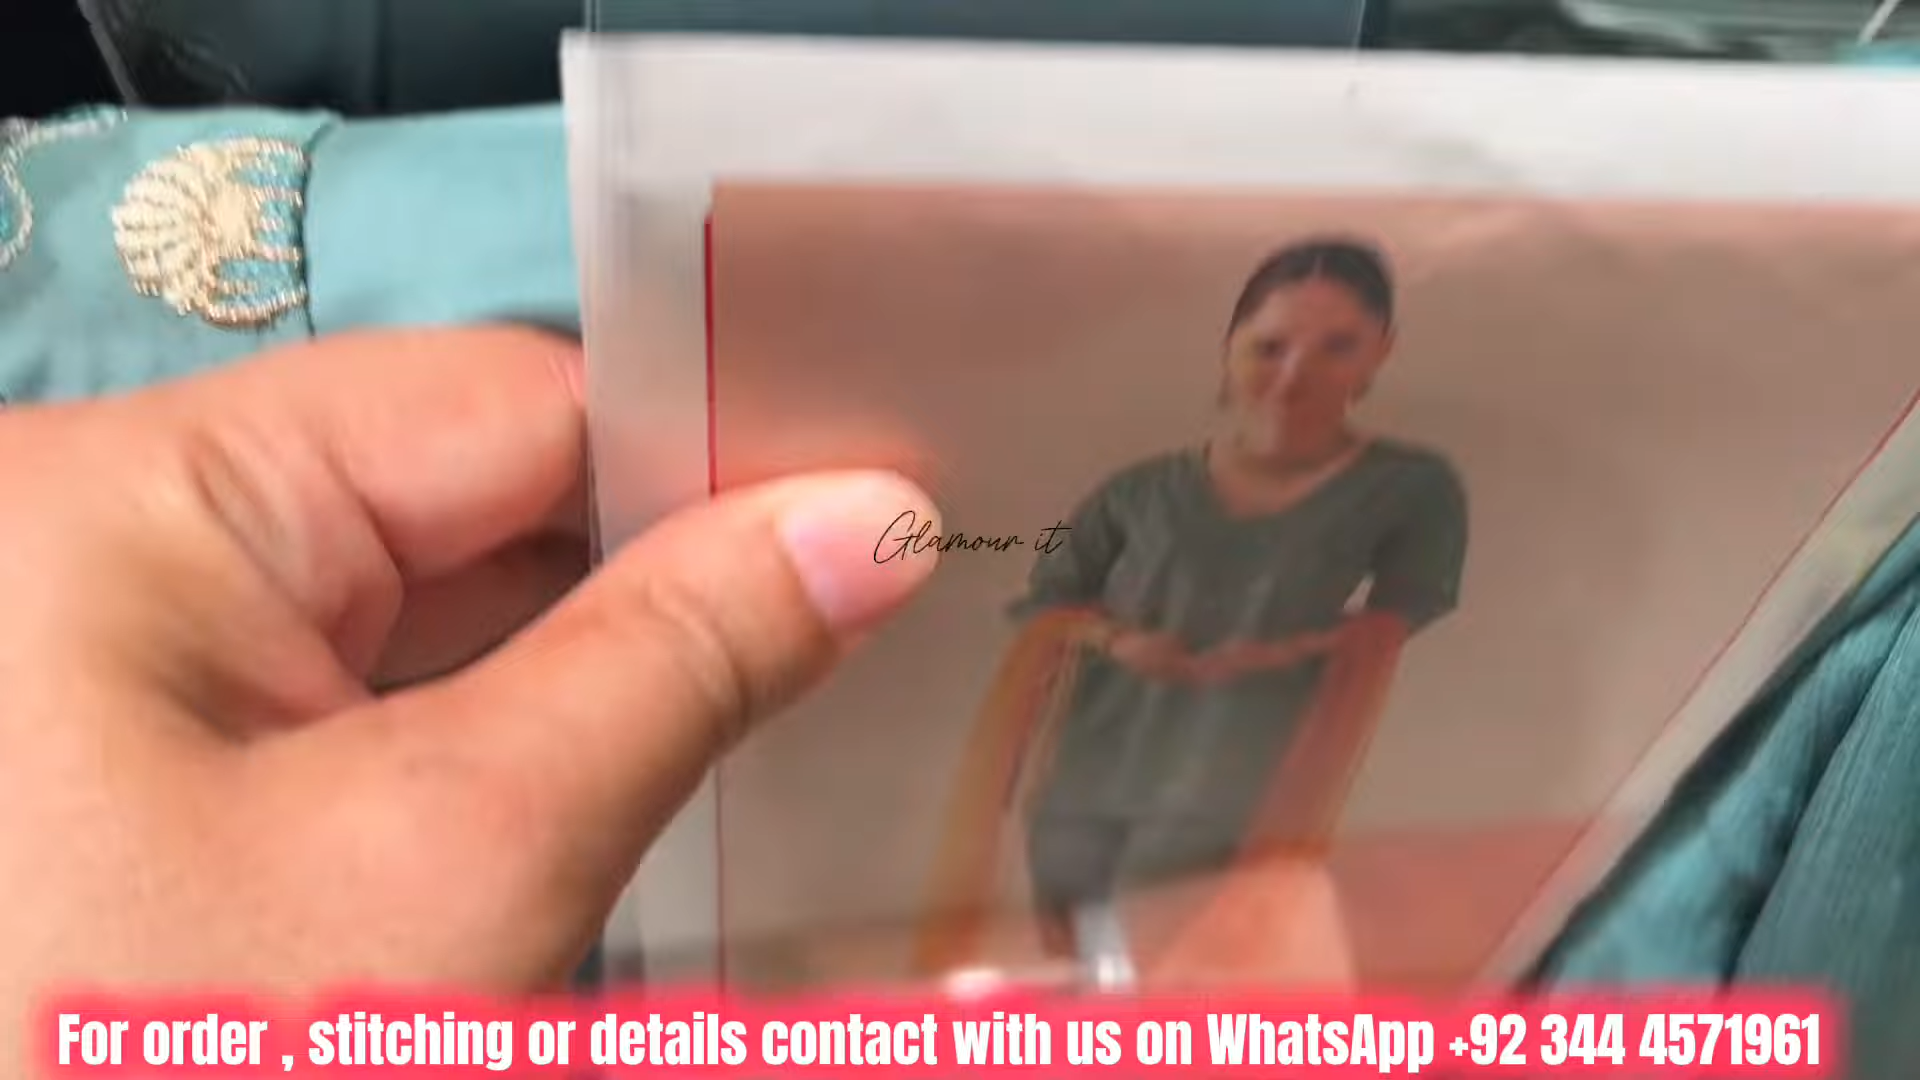 Glamour it
For order , stitching or details contact with us on WhatsApp +92 344 4571961